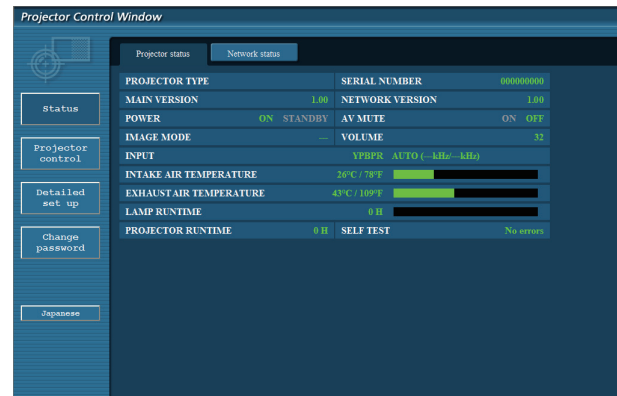 Projector Control Window
Projector status Network status
PROJECTOR TYPE SERIAL NUMBER 000000000
MAIN VERSION 1.00 NETWORK VERSION 1.00
Status
POWER ON STANDBY AV MUTE ON OFF
IMAGE MODE --- VOLUME 32
Projector
control
INPUT YPBPR AUTO (---kHz/---kHz)
INTAKE AIR TEMPERATURE 26°C / 78°F
Detailed
set up
EXHAUST AIR TEMPERATURE 43°C / 109°F
LAMP RUNTIME 0 H
PROJECTOR RUNTIME 0 H SELF TEST No errors
Change
password
Japanese